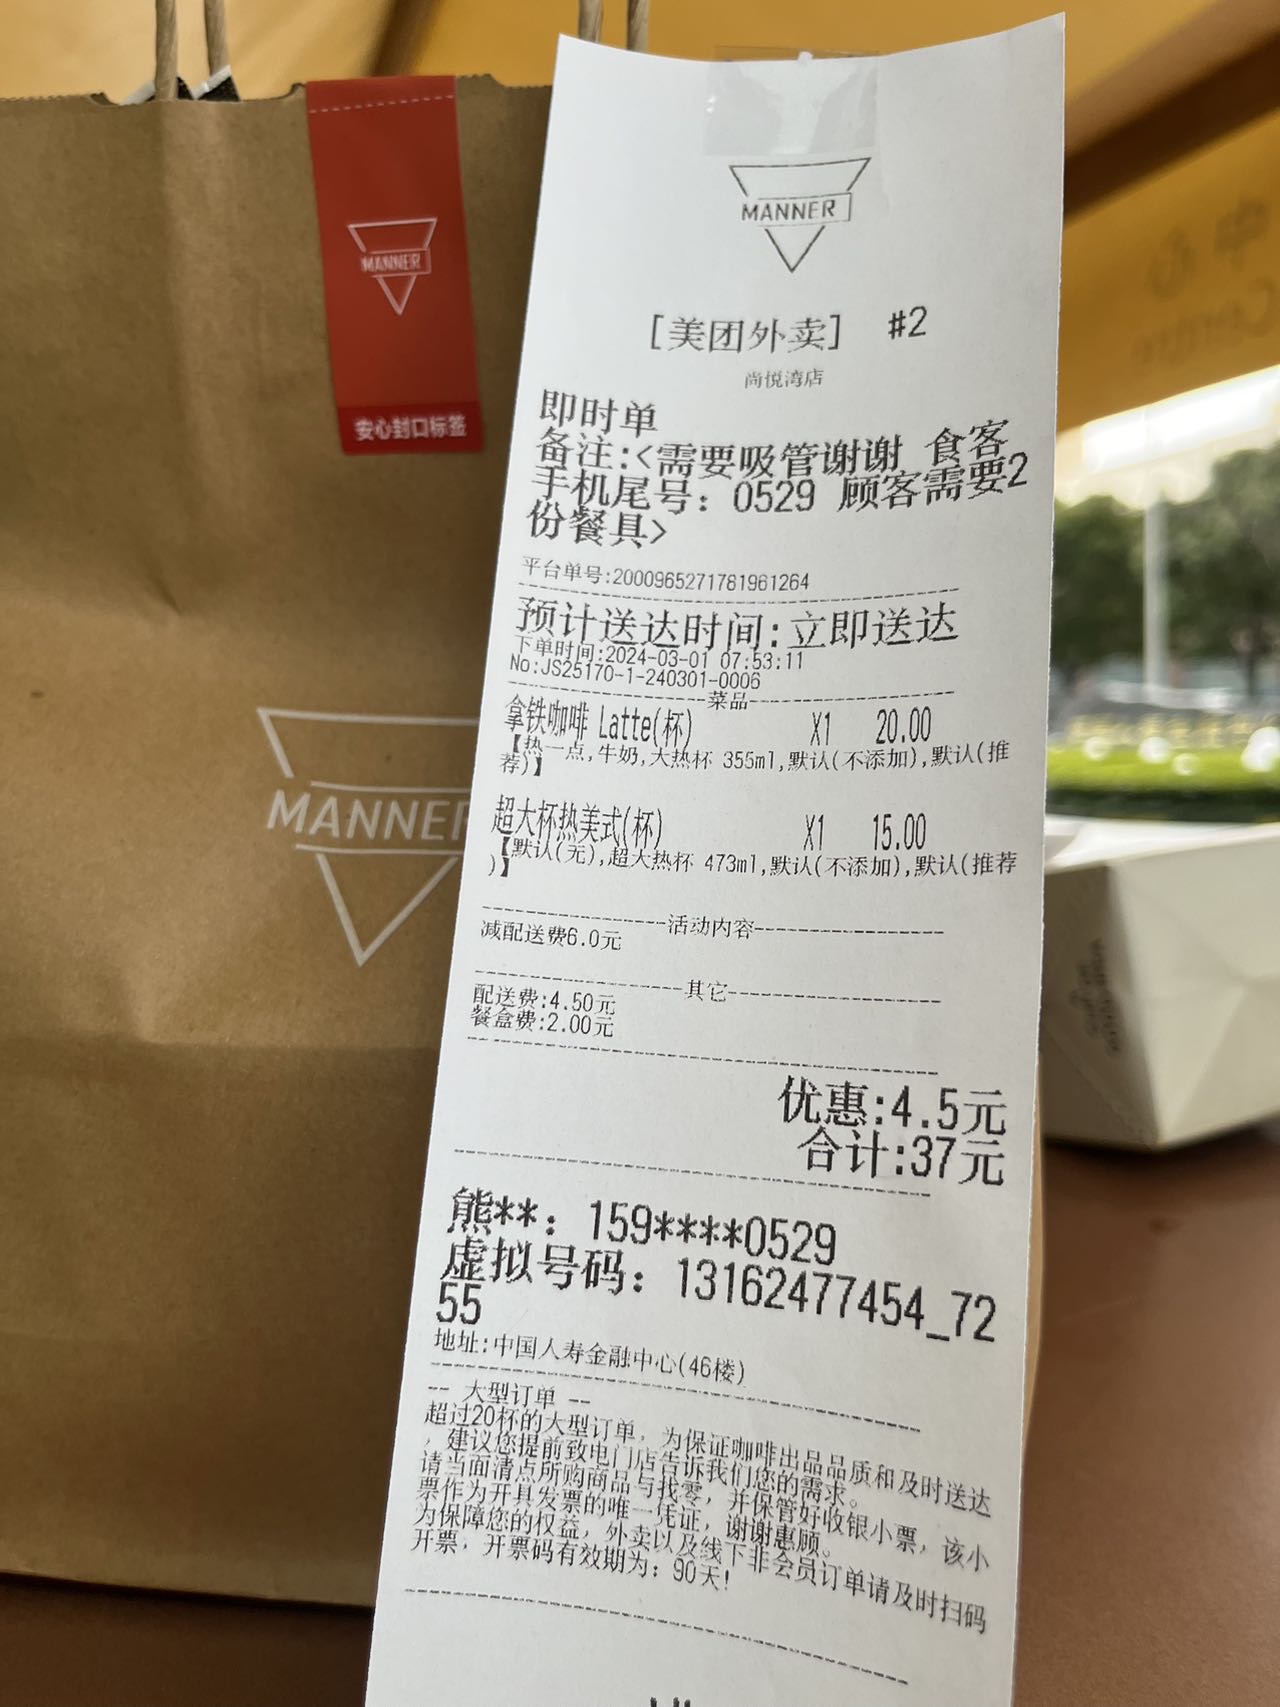 MANNER
MANNER
安心封口标签
MANNER
[美团外卖] #2
尚悦湾店
即时单
备注:<需要吸管谢谢 食客
手机尾号: 0529 顾客需要2
份餐具>
平台单号:2000965271781961264
预计送达时间:立即送达
下单时间:2024-03-01 07:53:11
No:JS25170-1-240301-0006
菜品
拿铁咖啡 Latte(杯) X1 20.00
【热一点,牛奶,大热杯 355ml,默认(不添加),默认(推
荐)】
超大杯热美式(杯) X1 15.00
【默认(无),超大热杯 473ml,默认(不添加),默认(推荐
)】
活动内容
减配送费6.0元
其它
配送费:4.50元
餐盒费:2.00元
优惠:4.5元
合计:37元
熊**: 159****0529
虚拟号码: 13162477454_72
55
地址:中国人寿金融中心(46楼)
-- 大型订单 --
超过20杯的大型订单, 为保证咖啡出品品质和及时送达
, 建议您提前致电门店告诉我们您的需求。
请当面清点所购商品与找零, 并保管好收银小票, 该小
票作为开具发票的唯一凭证, 谢谢惠顾。
为保障您的权益, 外卖以及线下非会员订单请及时扫码
开票, 开票码有效期为: 90天!